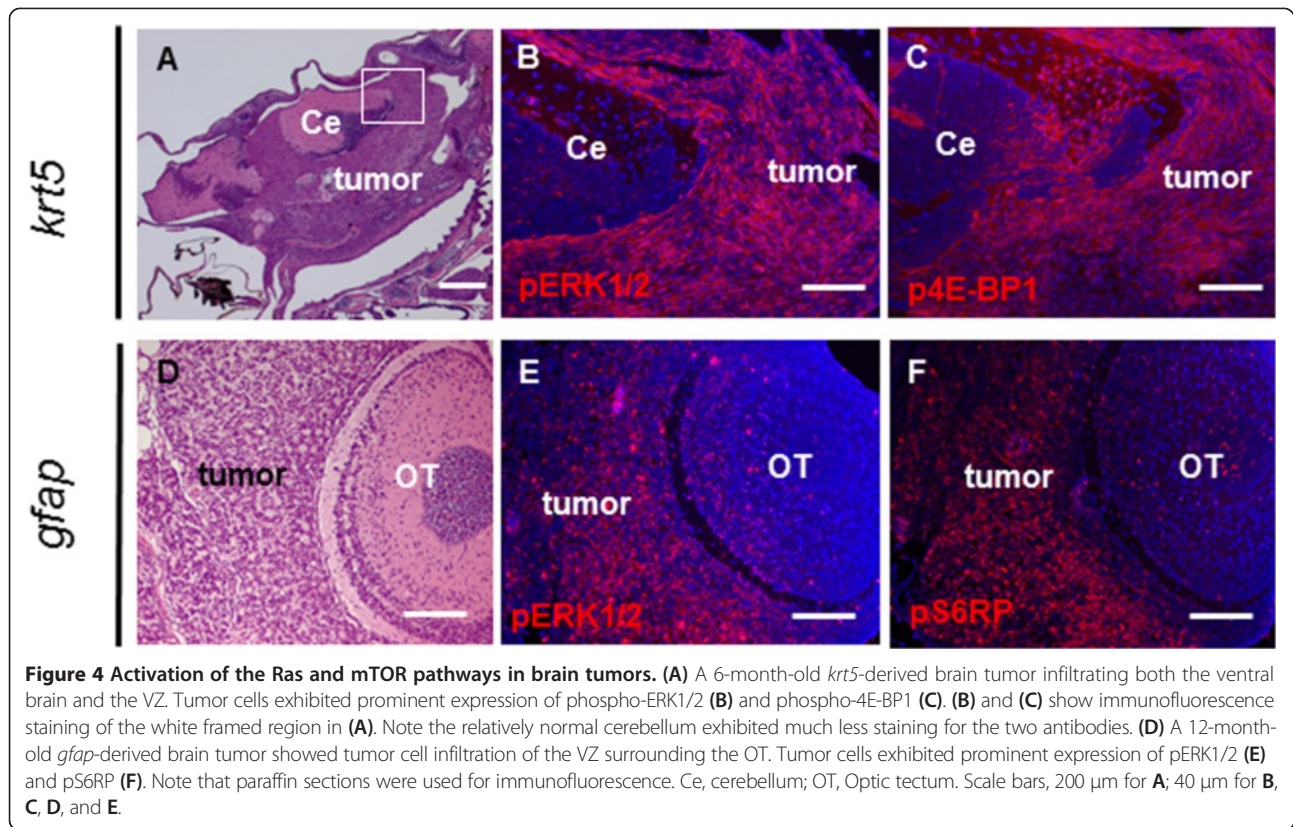 krt5
A
Ce
tumor
B
Ce
tumor
pERK1/2
C
Ce
tumor
p4E-BP1
gfap
D
tumor
OT
E
OT
tumor
pERK1/2
F
OT
tumor
pS6RP
Figure 4 Activation of the Ras and mTOR pathways in brain tumors. (A) A 6-month-old krt5-derived brain tumor infiltrating both the ventral
brain and the VZ. Tumor cells exhibited prominent expression of phospho-ERK1/2 (B) and phospho-4E-BP1 (C). (B) and (C) show immunofluorescence
staining of the white framed region in (A). Note the relatively normal cerebellum exhibited much less staining for the two antibodies. (D) A 12-month-
old gfap-derived brain tumor showed tumor cell infiltration of the VZ surrounding the OT. Tumor cells exhibited prominent expression of pERK1/2 (E)
and pS6RP (F). Note that paraffin sections were used for immunofluorescence. Ce, cerebellum; OT, Optic tectum. Scale bars, 200 μm for A; 40 μm for B,
C, D, and E.